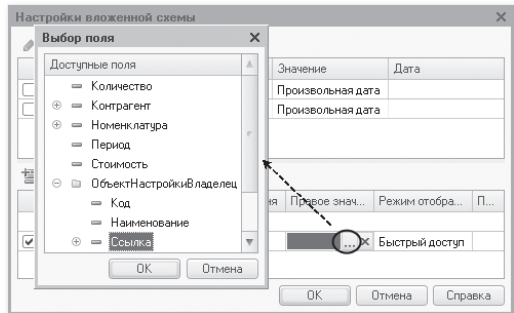 Настройки вложенной схемы
Выбор поля
Доступные поля
Количество
Контрагент
Номенклатура
Период
Стоимость
ОбъектНастройкиВладелец
Код
Наименование
Ссылка
OK Отмена
Значение Дата
Произвольная дата
Произвольная дата
ия Правое знач... Режим отобра... П...
... Быстрый доступ
OK Отмена Справка